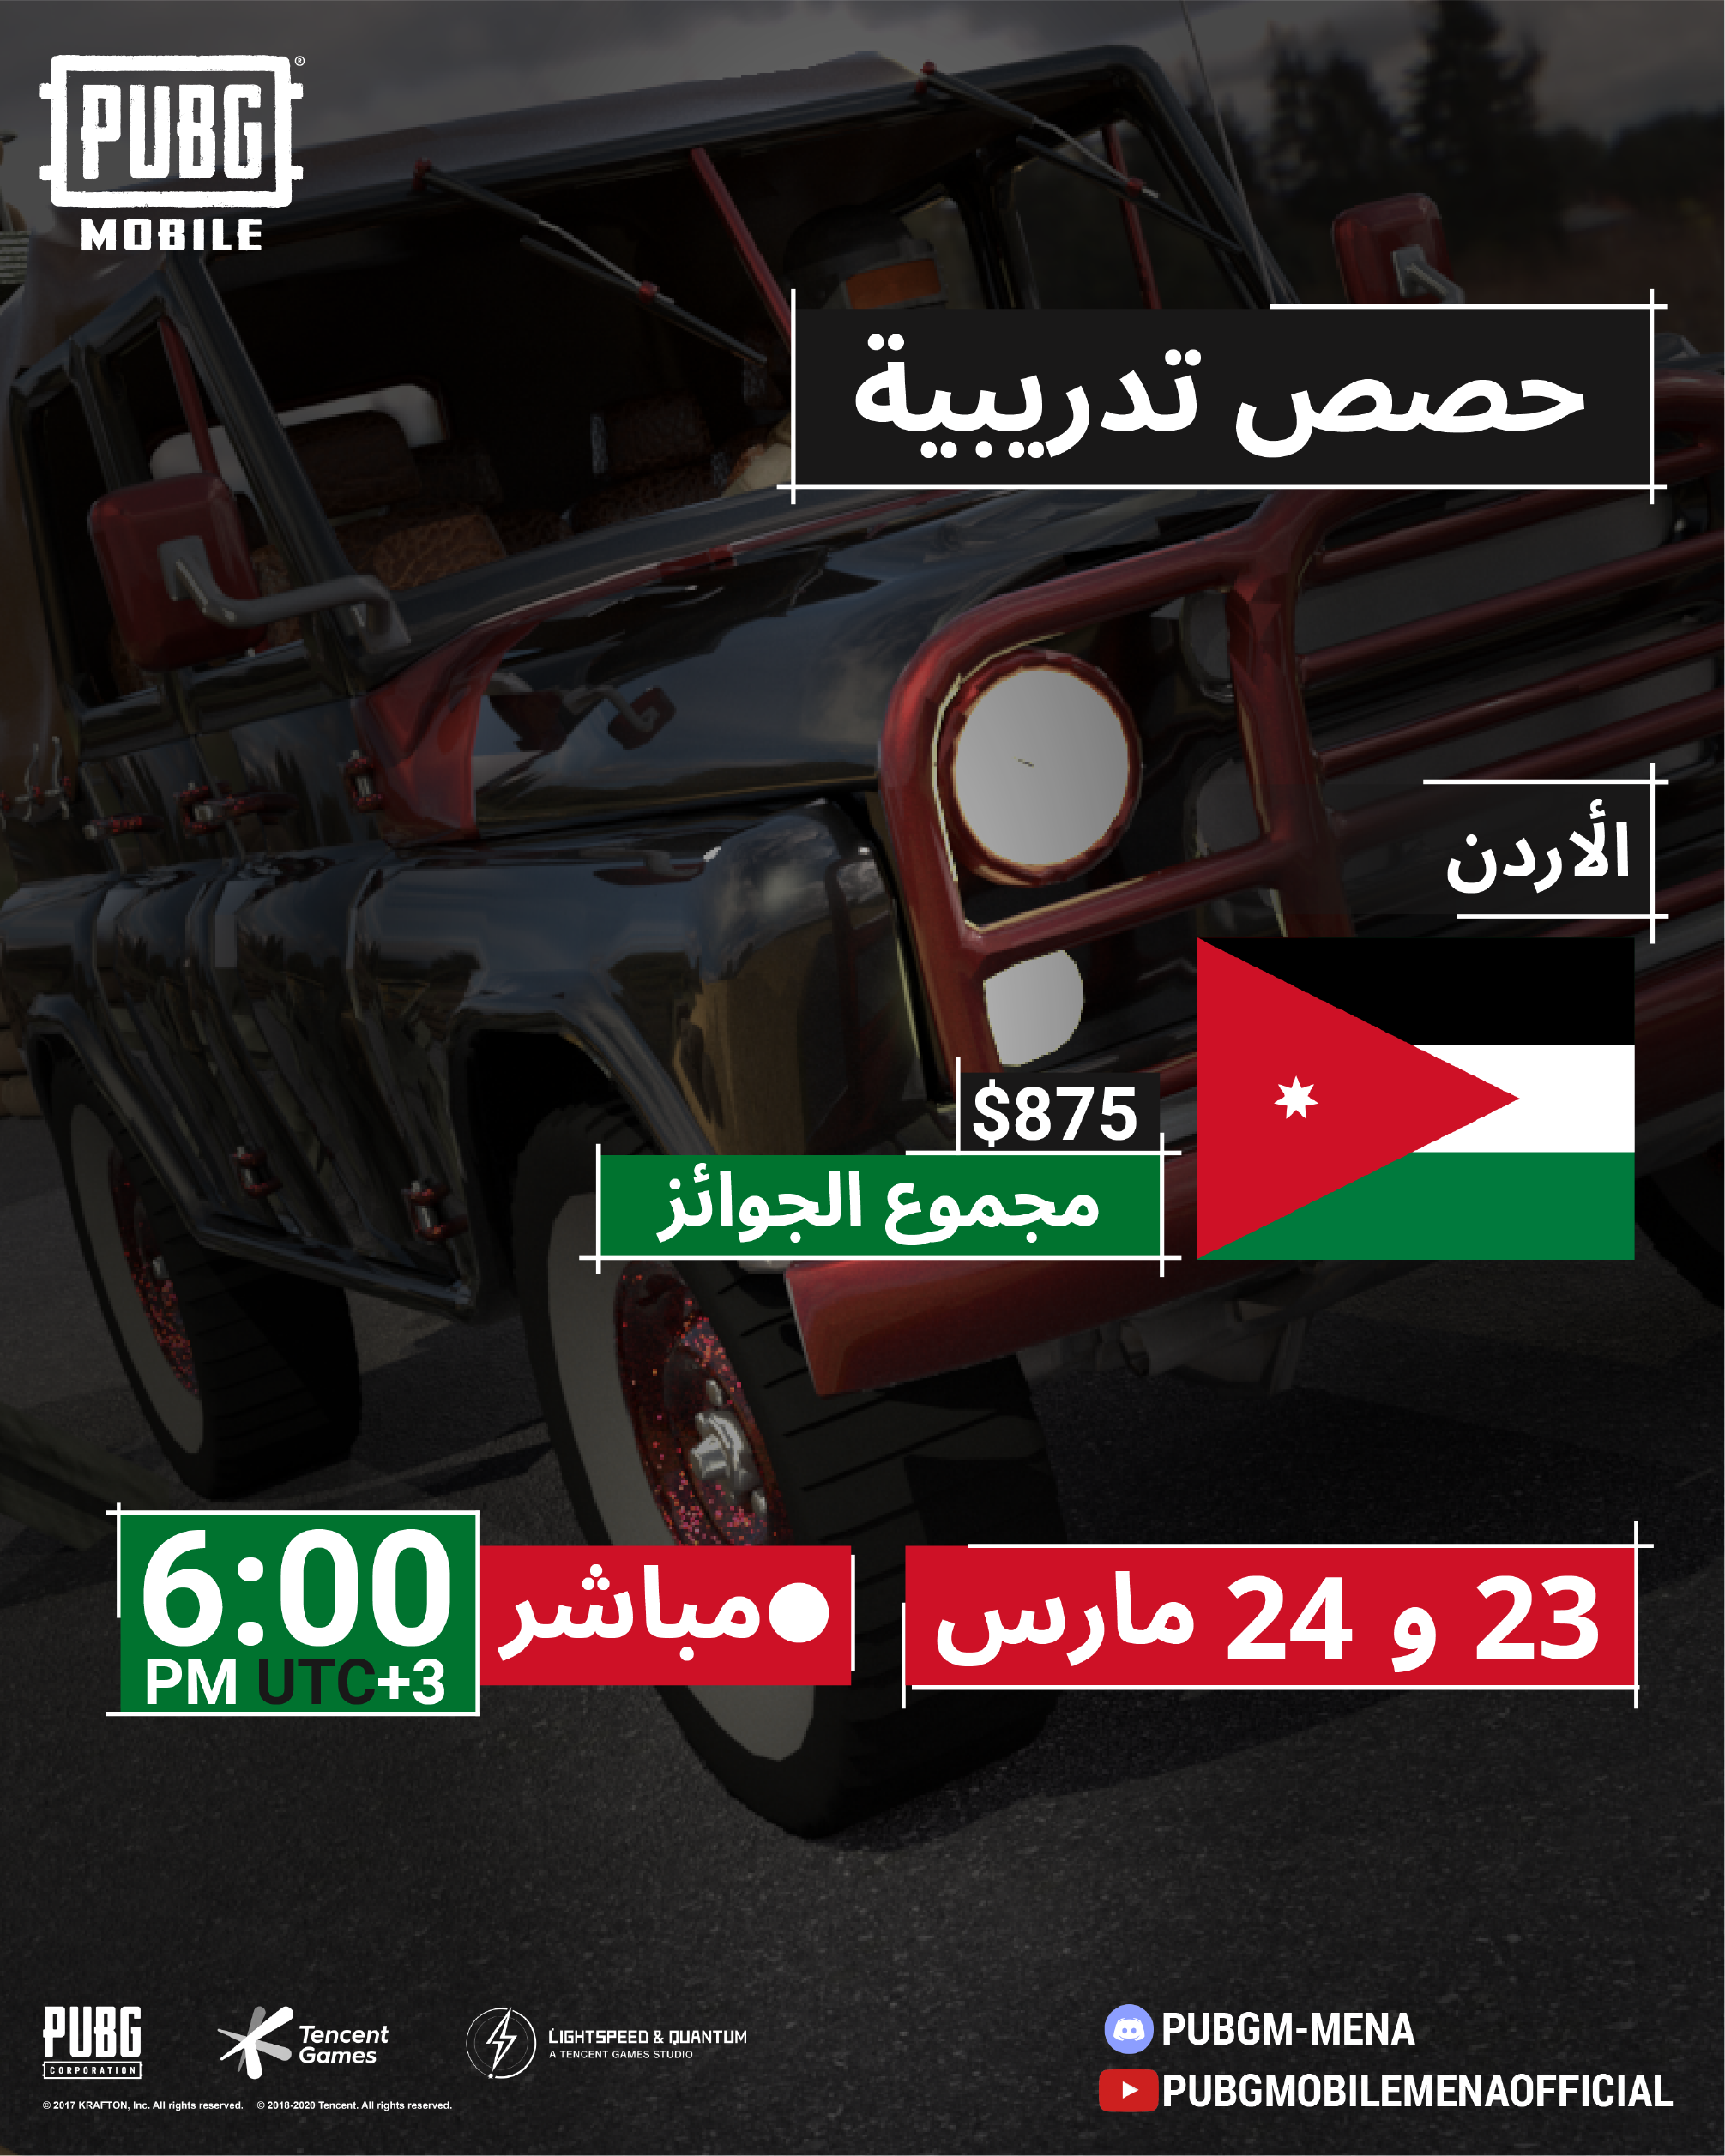 PUBG®
MOBILE
حصص تدريبية
الأردن
$875
مجموع الجوائز
23 و 24 مارس
مباشر
6:00
PM UTC+3
PUBG
CORPORATION
Tencent
Games
LIGHTSPEED & QUANTUM
A TENCENT GAMES STUDIO
© 2017 KRAFTON, Inc. All rights reserved. © 2018-2020 Tencent. All rights reserved.
PUBGM-MENA
PUBGMOBILEMENAOFFICIAL